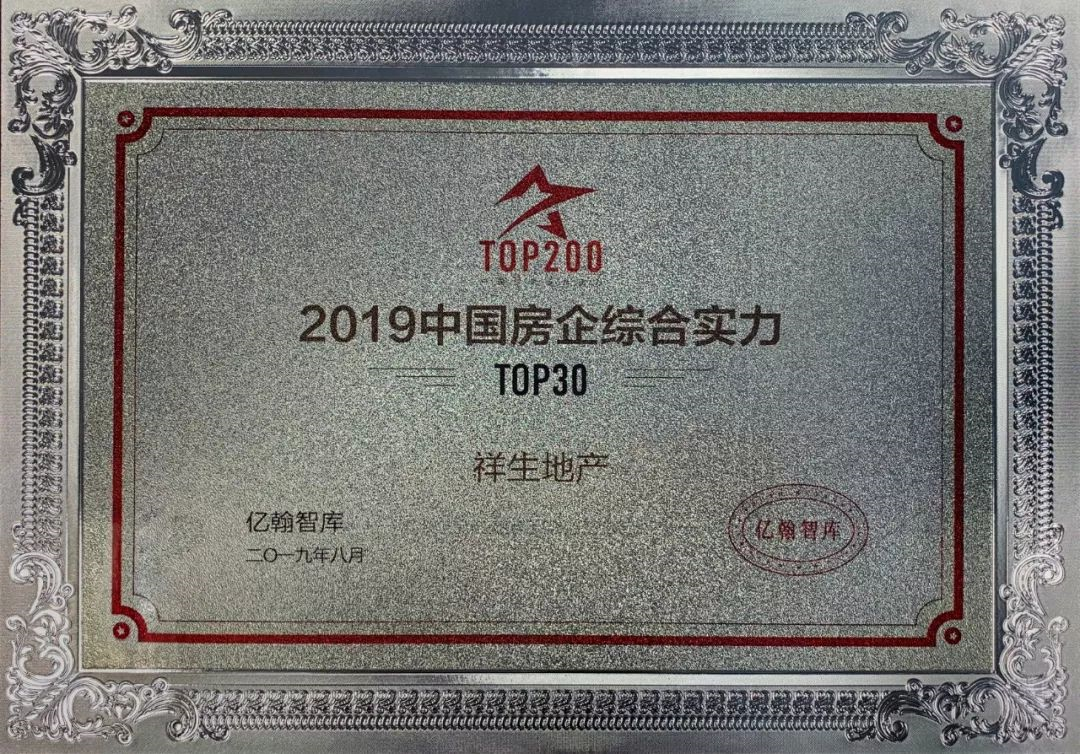 TOP200
2019中国房企综合实力
TOP30
祥生地产
亿翰智库
二〇一九年八月
亿翰智库